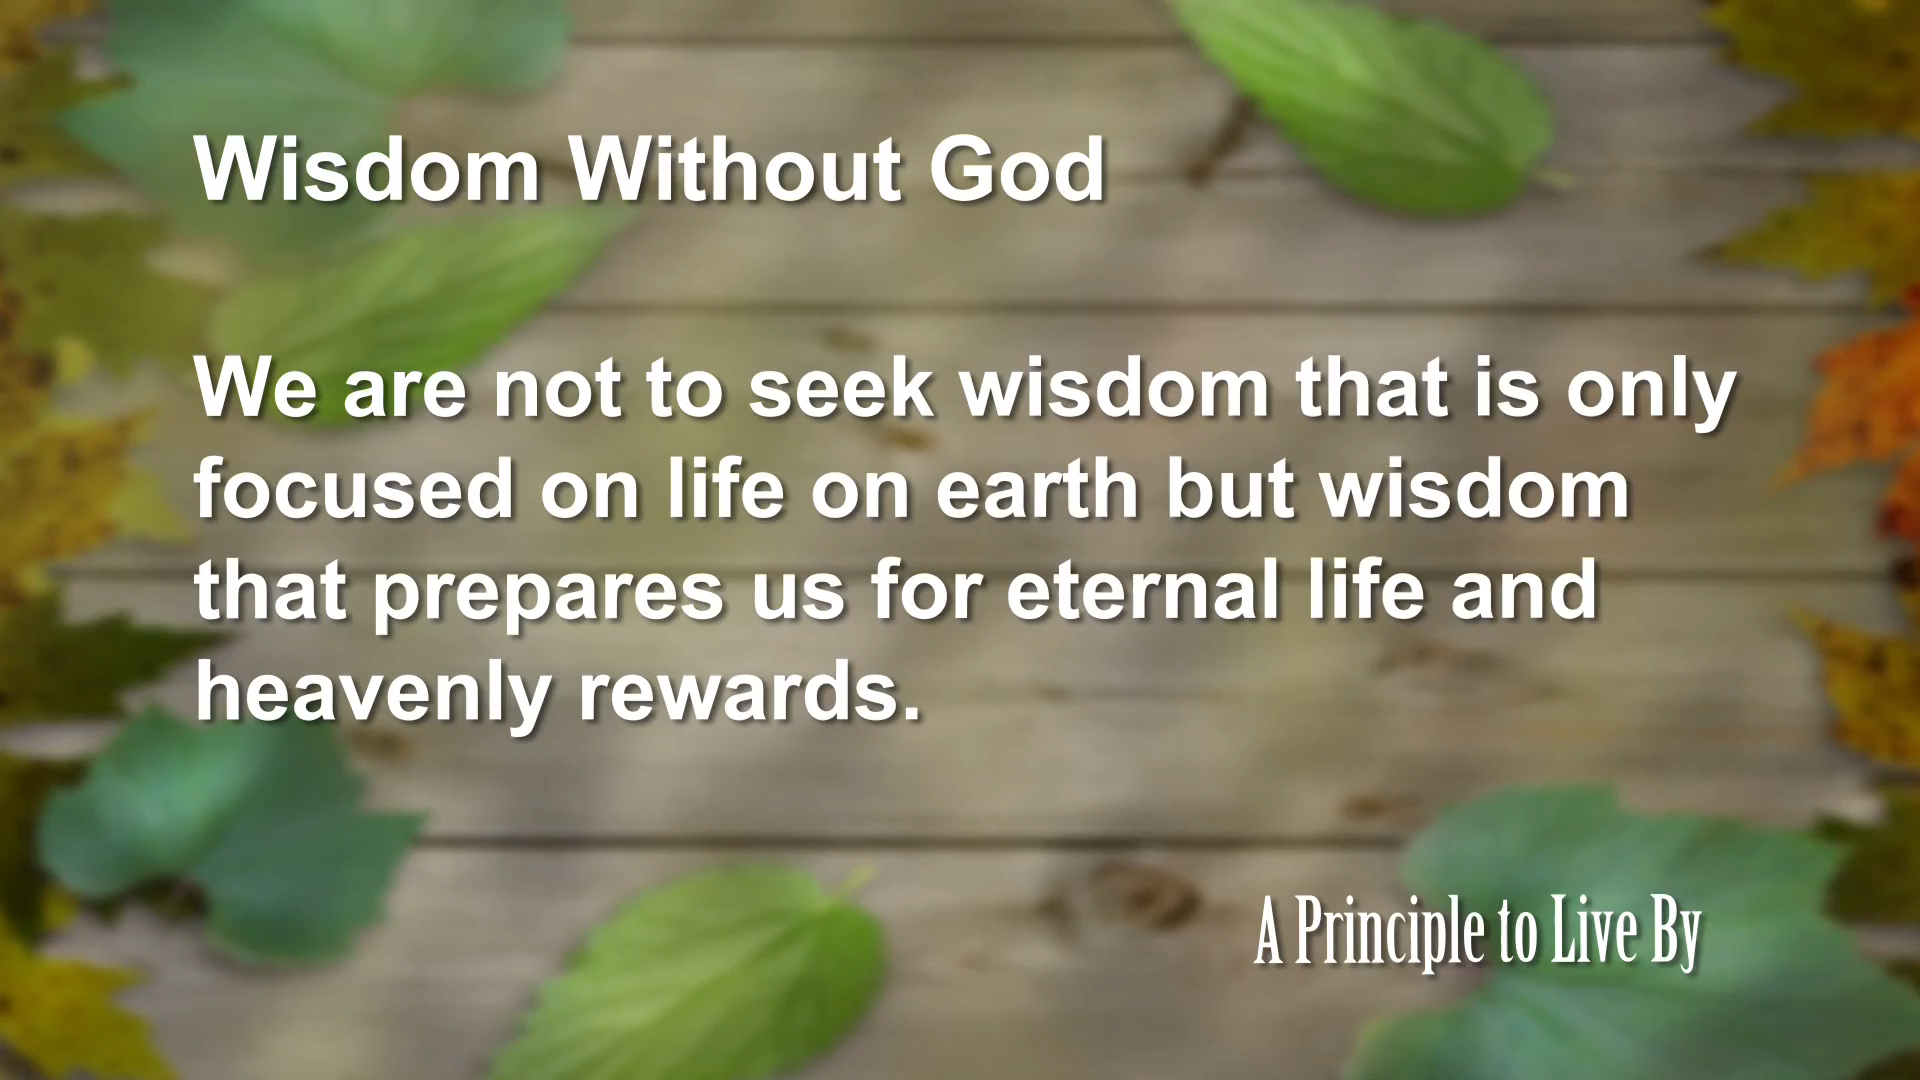 Wisdom Without God
We are not to seek wisdom that is only
focused on life on earth but wisdom
that prepares us for eternal life and
heavenly rewards.
A Principle to Live By